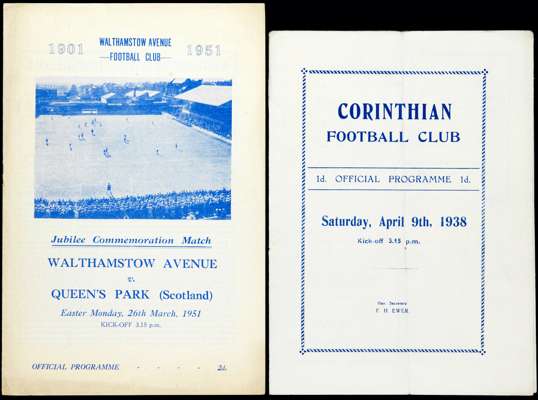 1901 WALTHAMSTOW AVENUE 1951
—FOOTBALL CLUB—
Jubilee Commemoration Match
WALTHAMSTOW AVENUE
v.
QUEEN'S PARK (Scotland)
Easter Monday, 26th March, 1951
KICK-OFF 3.15 p.m.
OFFICIAL PROGRAMME - - - - 2d.
CORINTHIAN
FOOTBALL CLUB
1d. OFFICIAL PROGRAMME 1d.
Saturday, April 9th, 1938
Kick-off 3.15 p.m.
Hon. Secretary
F. H. EWER